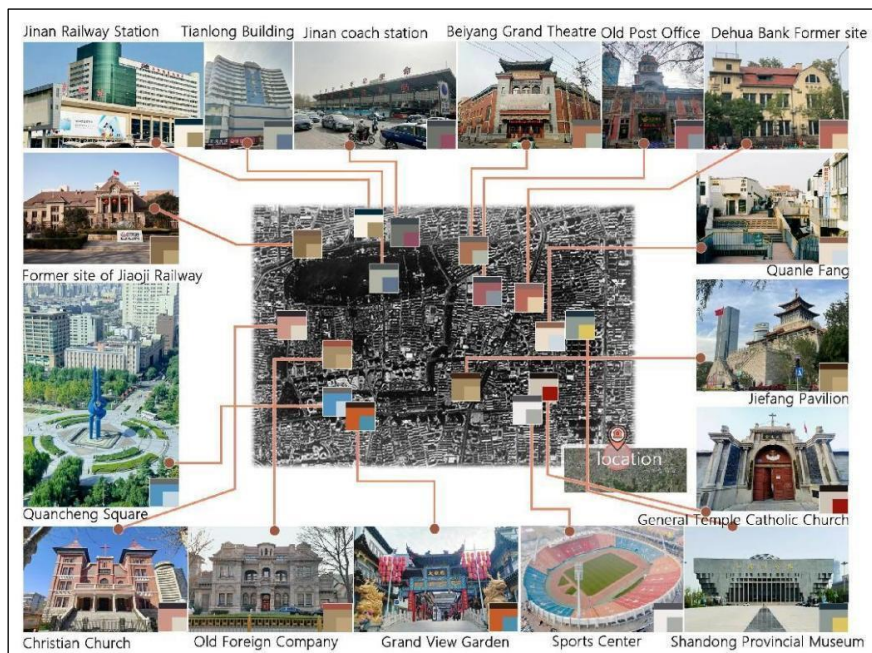 Jinan Railway Station
Tianlong Building
Jinan coach station
Beiyang Grand Theatre
Old Post Office
Dehua Bank Former site
Former site of Jiaoji Railway
Quanle Fang
Jiefang Pavilion
location
Quancheng Square
General Temple Catholic Church
Christian Church
Old Foreign Company
Grand View Garden
Sports Center
Shandong Provincial Museum